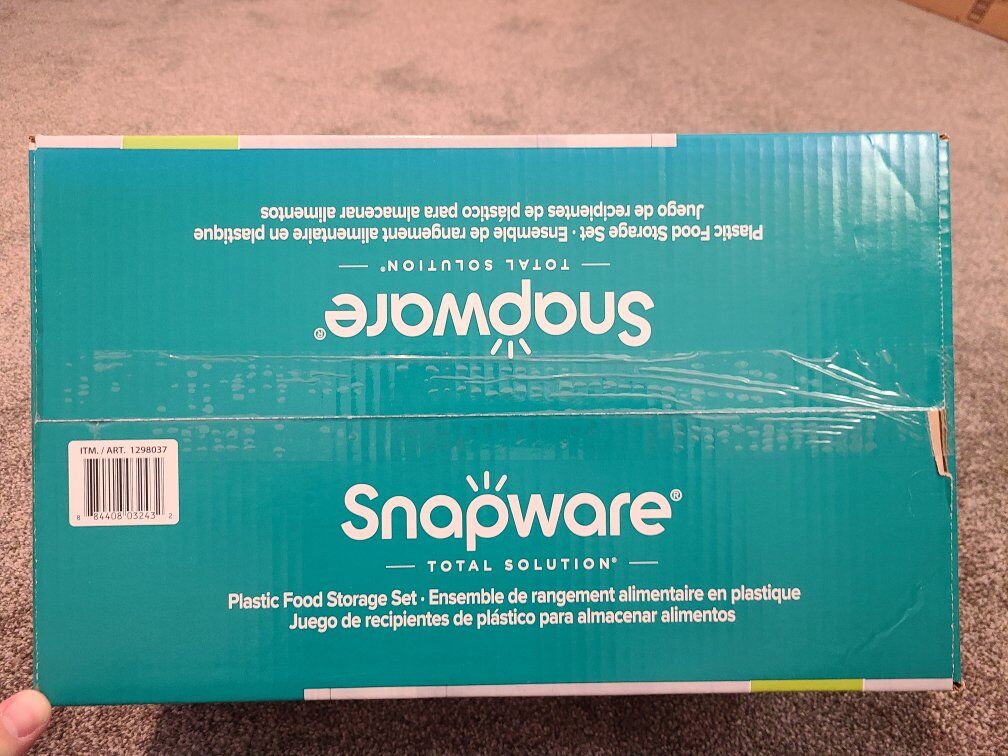 Juego de recipientes de plástico para almacenar alimentos
Plastic Food Storage Set · Ensemble de rangement alimentaire en plastique
TOTAL SOLUTION®
Snapware®
ITM. / ART. 1298037
8 84408 03243 2
Snapware®
TOTAL SOLUTION®
Plastic Food Storage Set · Ensemble de rangement alimentaire en plastique
Juego de recipientes de plástico para almacenar alimentos